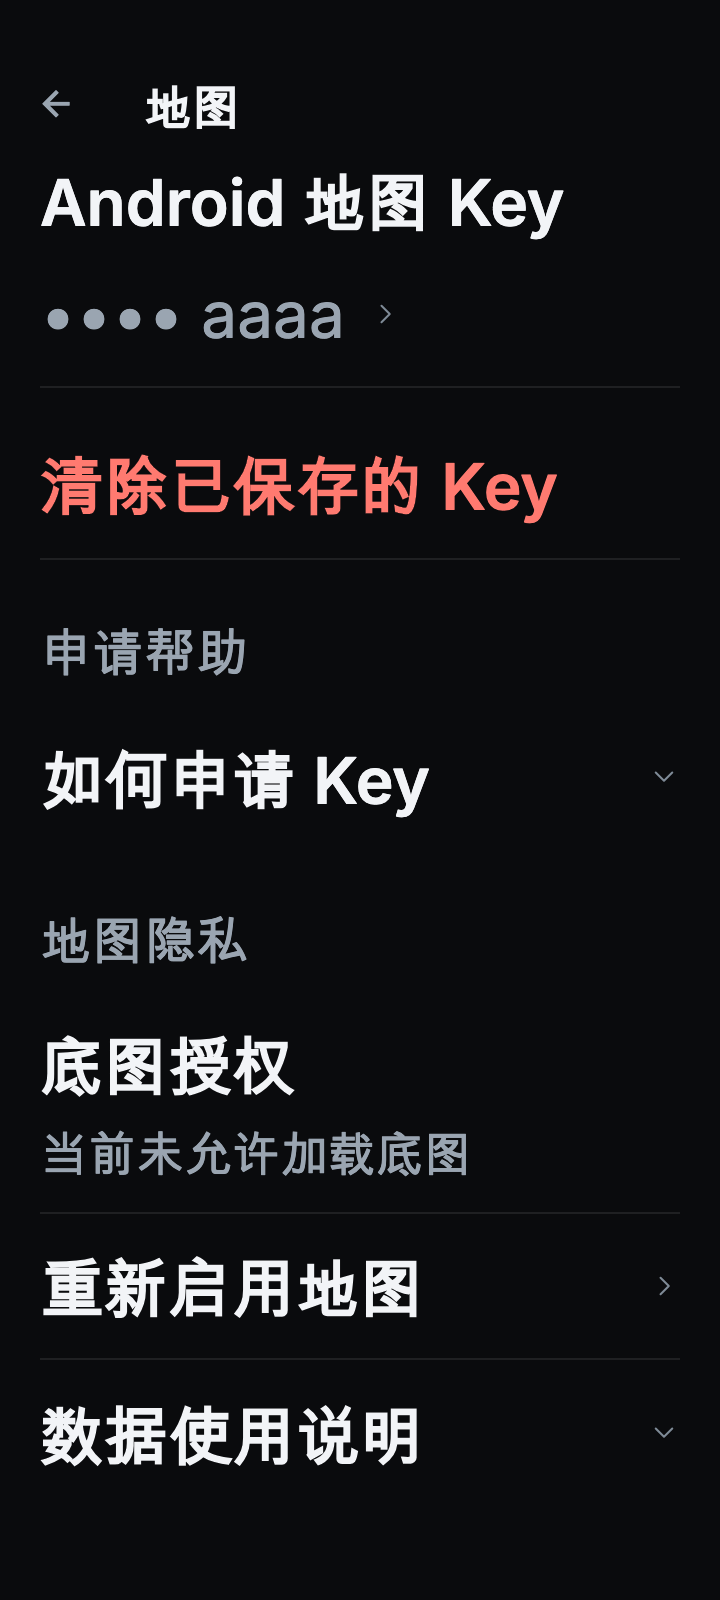 地图
Android 地图 Key
•••• aaaa
清除已保存的 Key
申请帮助
如何申请 Key
地图隐私
底图授权
当前未允许加载底图
重新启用地图
数据使用说明